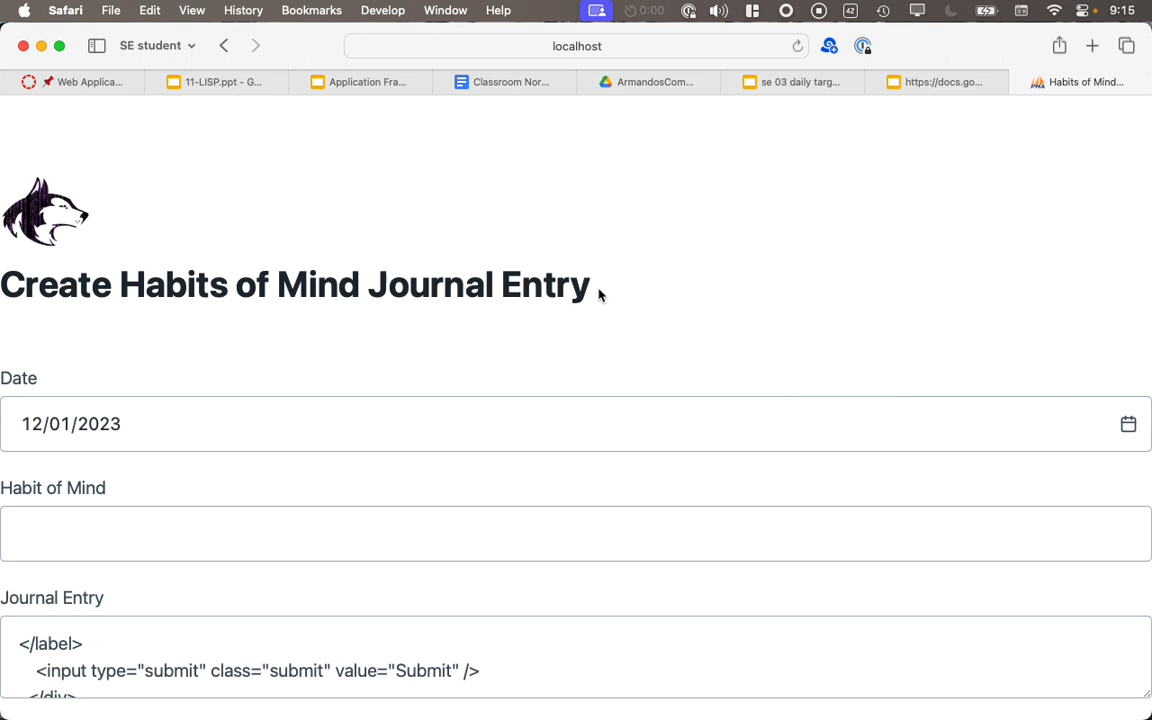 Safari File Edit View History Bookmarks Develop Window Help 0:00 42 9:15
SE student localhost
Web Applica... 11-LISP.ppt - G... Application Fra... Classroom Nor... ArmandosCom... se 03 daily targ... https://docs.go... Habits of Mind...
Create Habits of Mind Journal Entry
Date
12/01/2023
Habit of Mind
Journal Entry
</label>
<input type="submit" class="submit" value="Submit" />
</div>